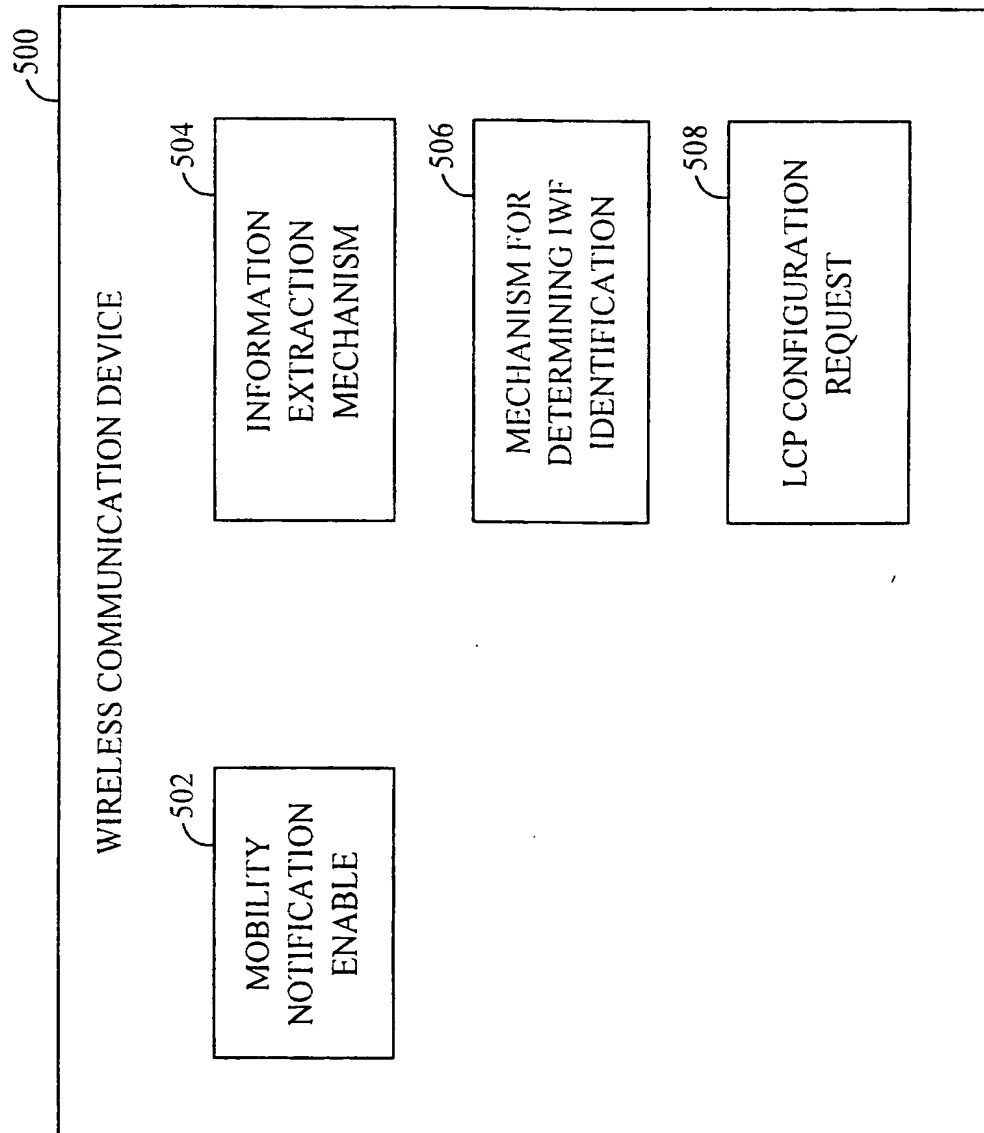 500
WIRELESS COMMUNICATION DEVICE
502
MOBILITY
NOTIFICATION
ENABLE
504
INFORMATION
EXTRACTION
MECHANISM
506
MECHANISM FOR
DETERMINING IWF
IDENTIFICATION
508
LCP CONFIGURATION
REQUEST